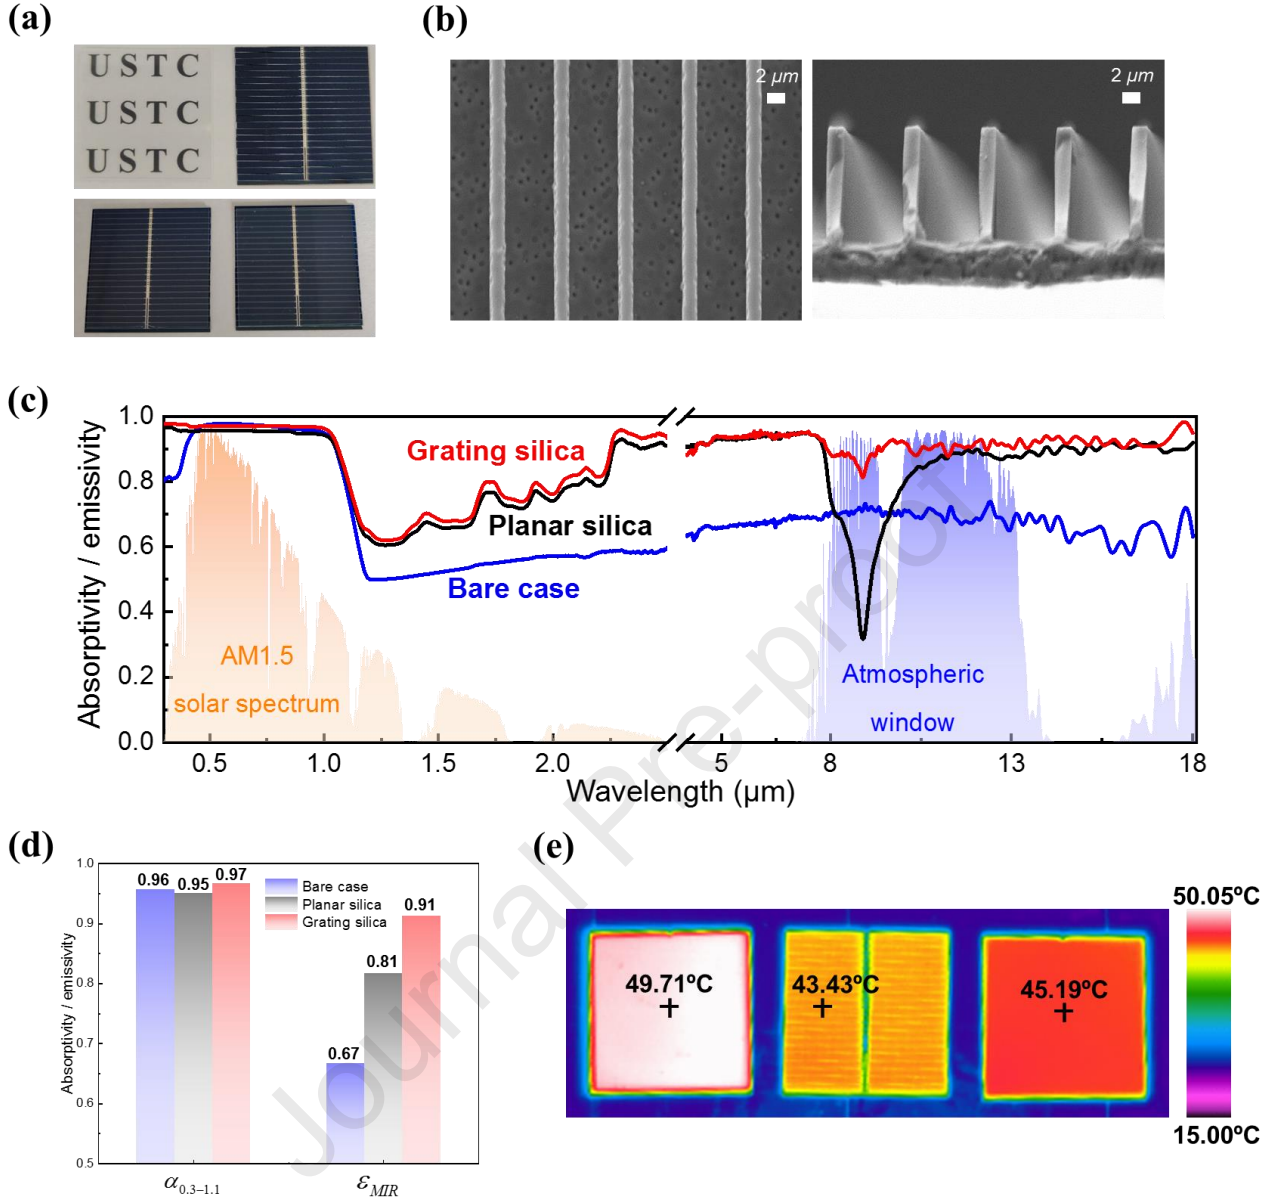 (a)
U S T C
U S T C
U S T C
(b)
2 μm
2 μm
(c)
Absorptivity / emissivity
1.0
0.8
0.6
0.4
0.2
0.0
Grating silica
Planar silica
Bare case
AM1.5
solar spectrum
Atmospheric
window
0.5
1.0
1.5
2.0
5
8
13
18
Wavelength (μm)
Journal Pre-proof
(d)
Absorptivity / emissivity
1.0
0.9
0.8
0.7
0.6
0.5
0.96
0.95
0.97
Bare case
Planar silica
Grating silica
0.67
0.81
0.91
α0.3–1.1
εMIR
(e)
49.71ºC
43.43ºC
45.19ºC
50.05ºC
15.00ºC